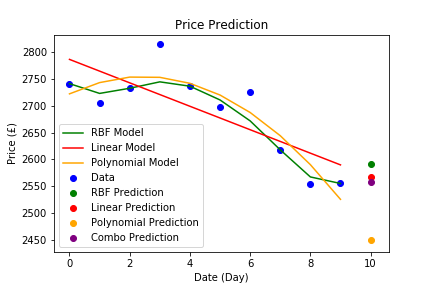 Price Prediction
2800
2750
2700
2650
2600
2550
2500
2450
Price (£)
RBF Model
Linear Model
Polynomial Model
Data
RBF Prediction
Linear Prediction
Polynomial Prediction
Combo Prediction
0 2 4 6 8 10
Date (Day)